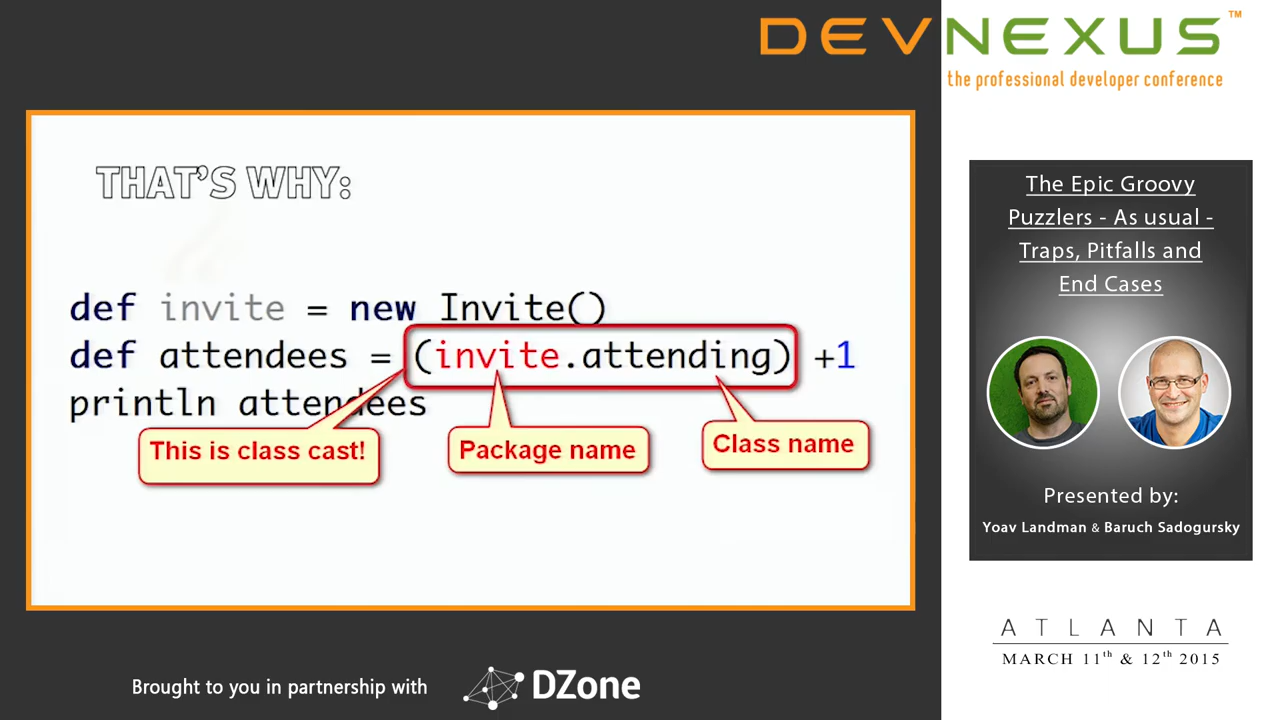 DEVNEXUS™
the professional developer conference
THAT'S WHY:
def invite = new Invite()
def attendees = (invite.attending) +1
println attendees
This is class cast!
Package name
Class name
The Epic Groovy
Puzzlers - As usual -
Traps, Pitfalls and
End Cases
Presented by:
Yoav Landman & Baruch Sadogursky
ATLANTA
MARCH 11th & 12th 2015
Brought to you in partnership with
DZone